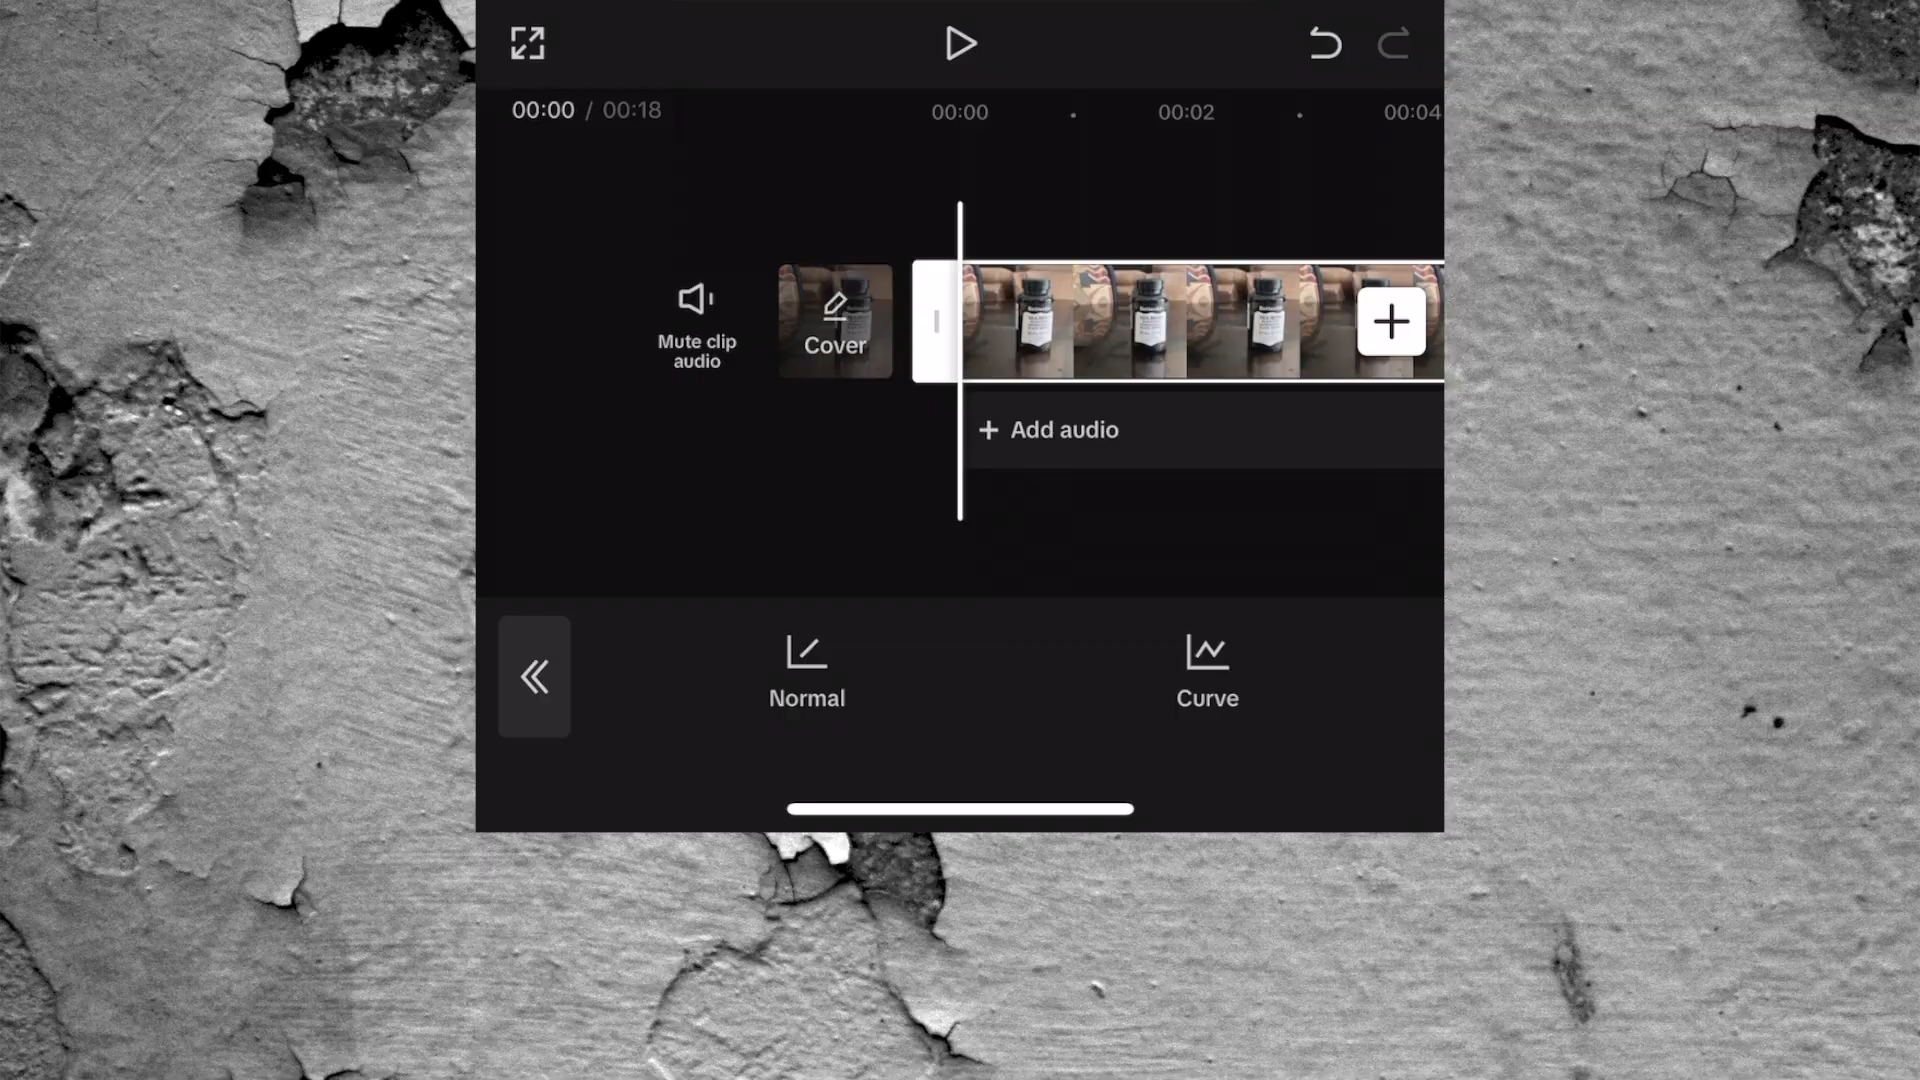 00:00 / 00:18
00:00
00:02
00:04
Mute clip
audio
Cover
+ Add audio
Normal
Curve